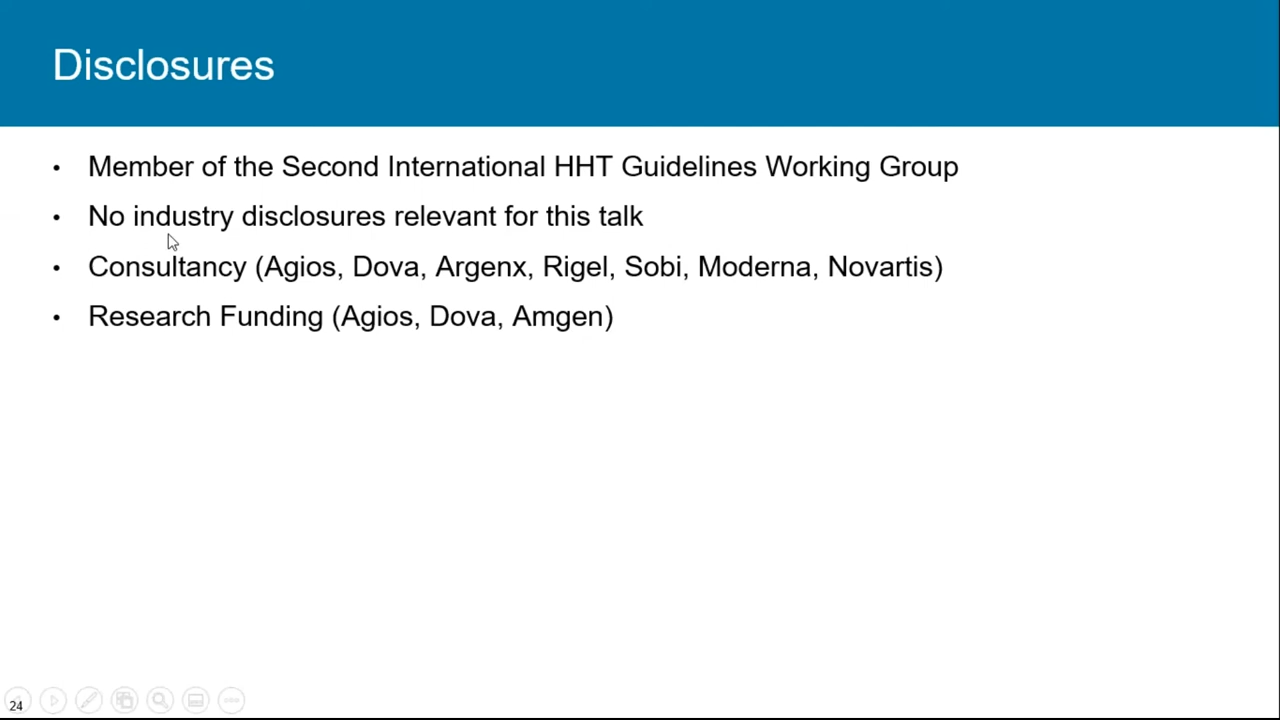 Disclosures
• Member of the Second International HHT Guidelines Working Group
• No industry disclosures relevant for this talk
• Consultancy (Agios, Dova, Argenx, Rigel, Sobi, Moderna, Novartis)
• Research Funding (Agios, Dova, Amgen)
24